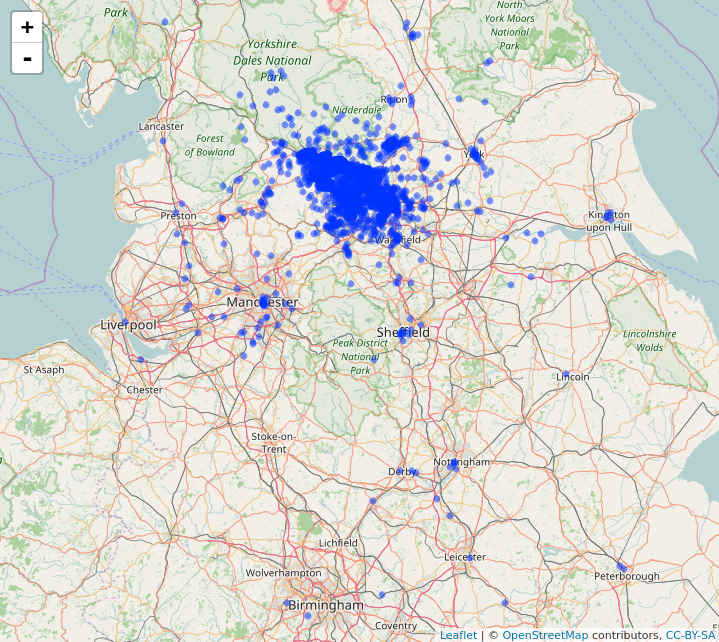 +
-
Park
North
York Moors
National
Park
Yorkshire
Dales National
Park
Ripon
Nidderdale
Lancaster
Forest
of Bowland
York
Preston
Kingston
upon Hull
Wakefield
Manchester
Liverpool
Sheffield
Peak District
National
Park
Lincolnshire
Wolds
St Asaph
Chester
Lincoln
Stoke-on-
Trent
Derby
Nottingham
Lichfield
Leicester
Wolverhampton
Peterborough
Birmingham
Coventry
Leaflet | © OpenStreetMap contributors, CC-BY-SA